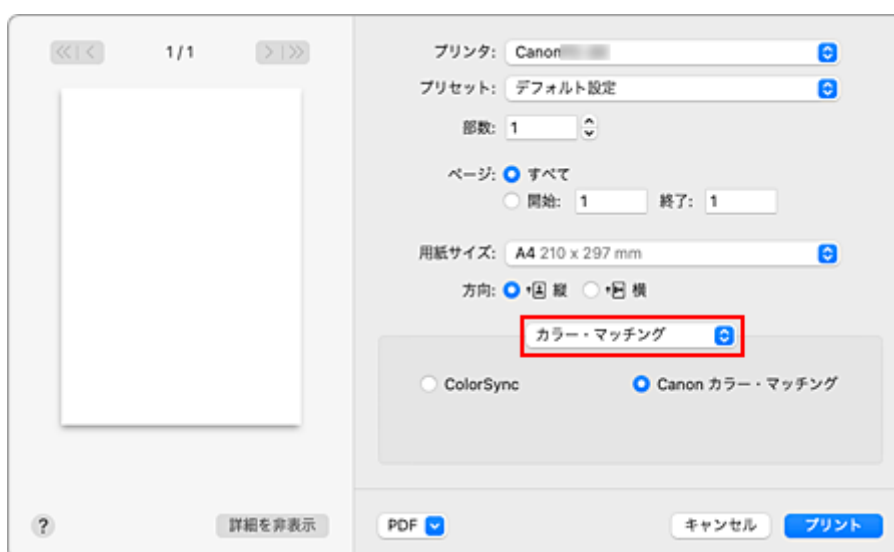 1 / 1
プリンタ: Canon
プリセット: デフォルト設定
部数: 1
ページ: すべて
開始: 1 終了: 1
用紙サイズ: A4 210 x 297 mm
方向: 縦 横
カラー・マッチング
ColorSync Canon カラー・マッチング
? 詳細を非表示 PDF キャンセル プリント